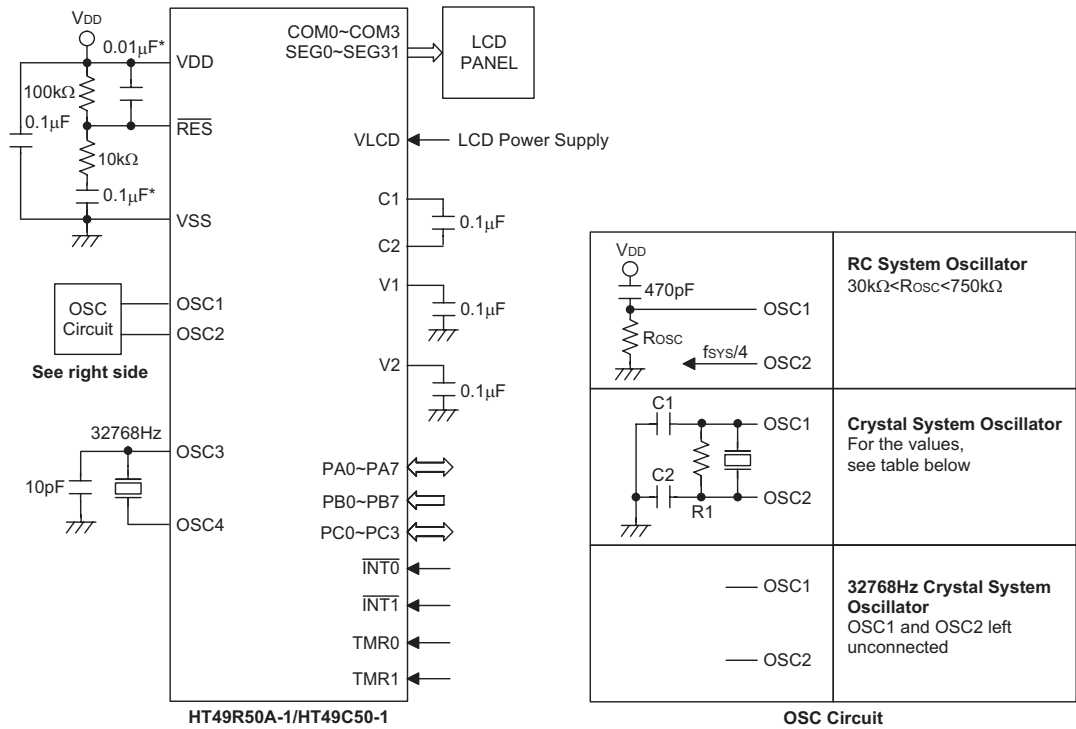 VDD
0.01μF*
VDD
100kΩ
0.1μF
RES
10kΩ
0.1μF*
VSS
OSC
Circuit
OSC1
OSC2
See right side
32768Hz
OSC3
10pF
OSC4
COM0~COM3
SEG0~SEG31
LCD
PANEL
VLCD
LCD Power Supply
C1
0.1μF
C2
V1
0.1μF
V2
0.1μF
PA0~PA7
PB0~PB7
PC0~PC3
INT0
INT1
TMR0
TMR1
HT49R50A-1/HT49C50-1
VDD
470pF
OSC1
ROSC
fSYS/4
OSC2
RC System Oscillator
30kΩ<ROSC<750kΩ
C1
OSC1
C2
R1
OSC2
Crystal System Oscillator
For the values,
see table below
OSC1
OSC2
32768Hz Crystal System
Oscillator
OSC1 and OSC2 left
unconnected
OSC Circuit